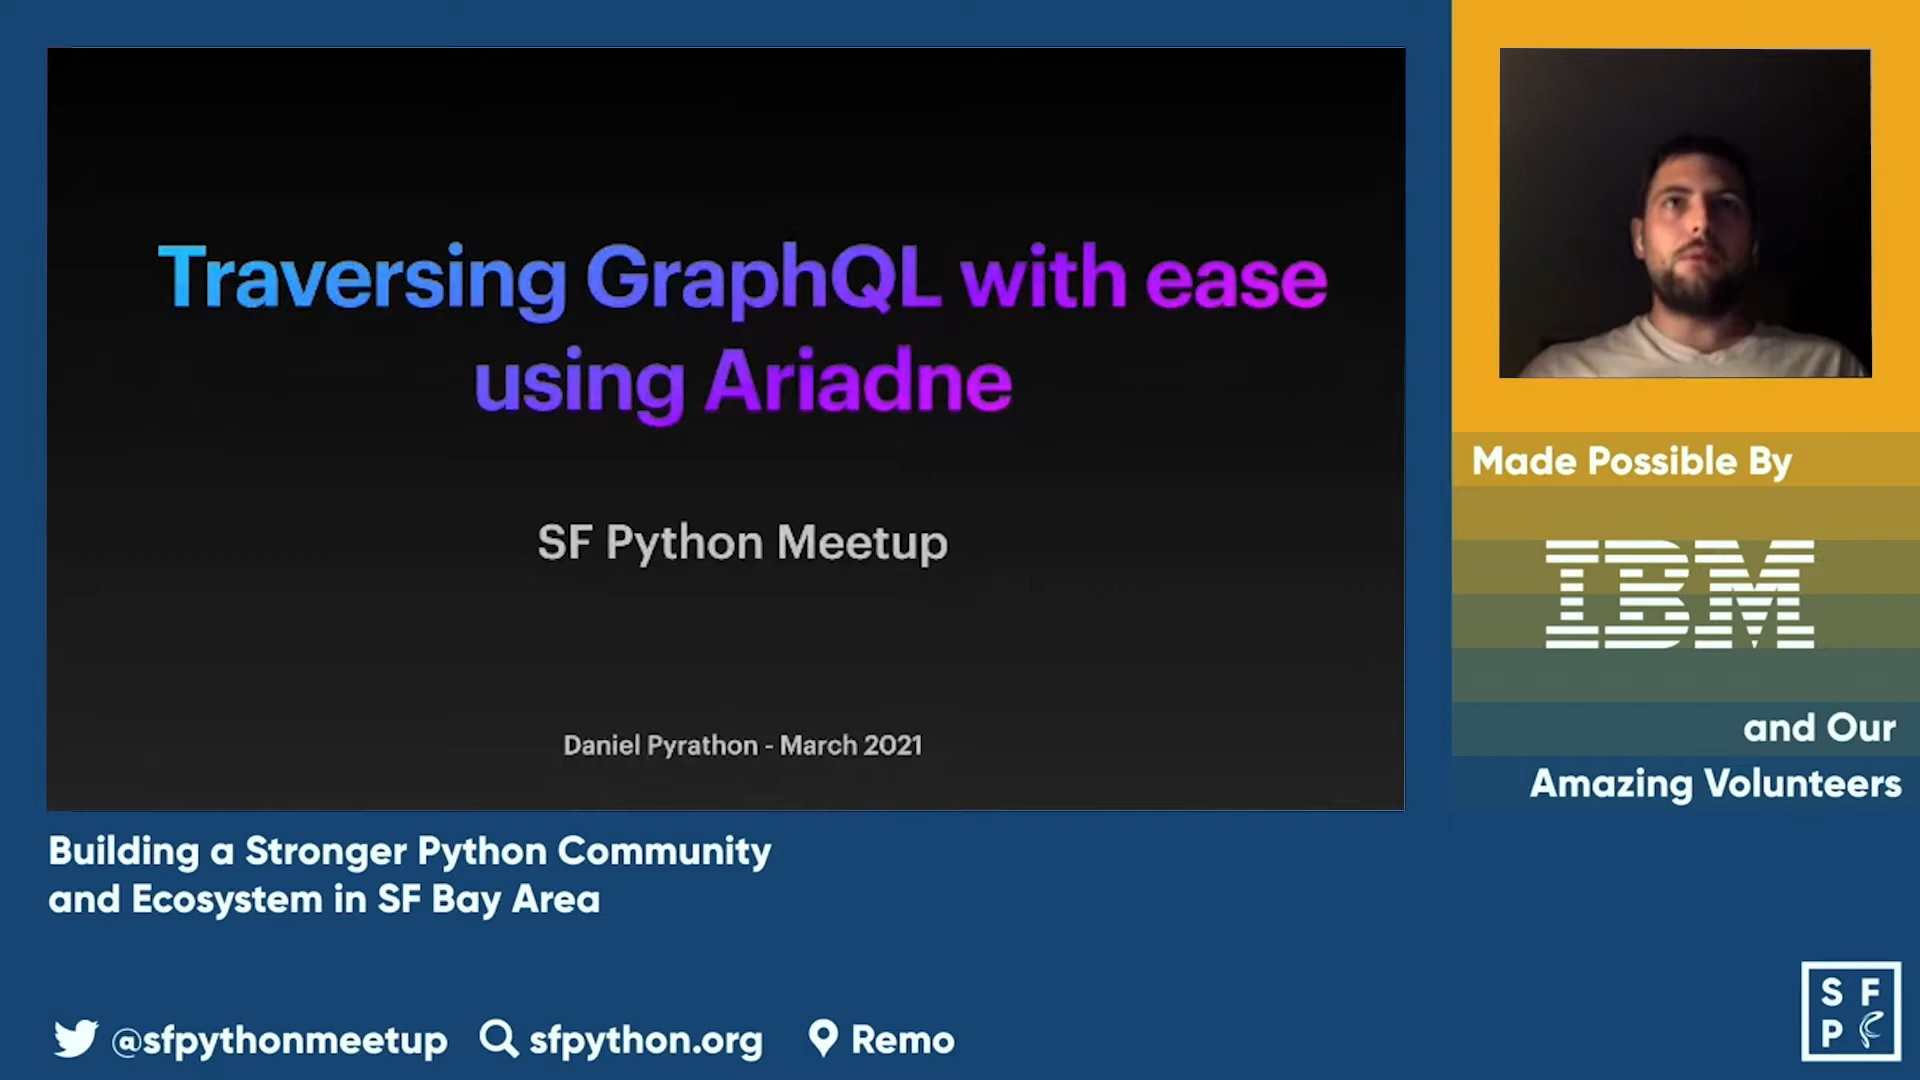 Traversing GraphQL with ease
using Ariadne
SF Python Meetup
Daniel Pyrathon - March 2021
Made Possible By
IBM
and Our
Amazing Volunteers
Building a Stronger Python Community
and Ecosystem in SF Bay Area
@sfpythonmeetup
sfpython.org
Remo
S F
P